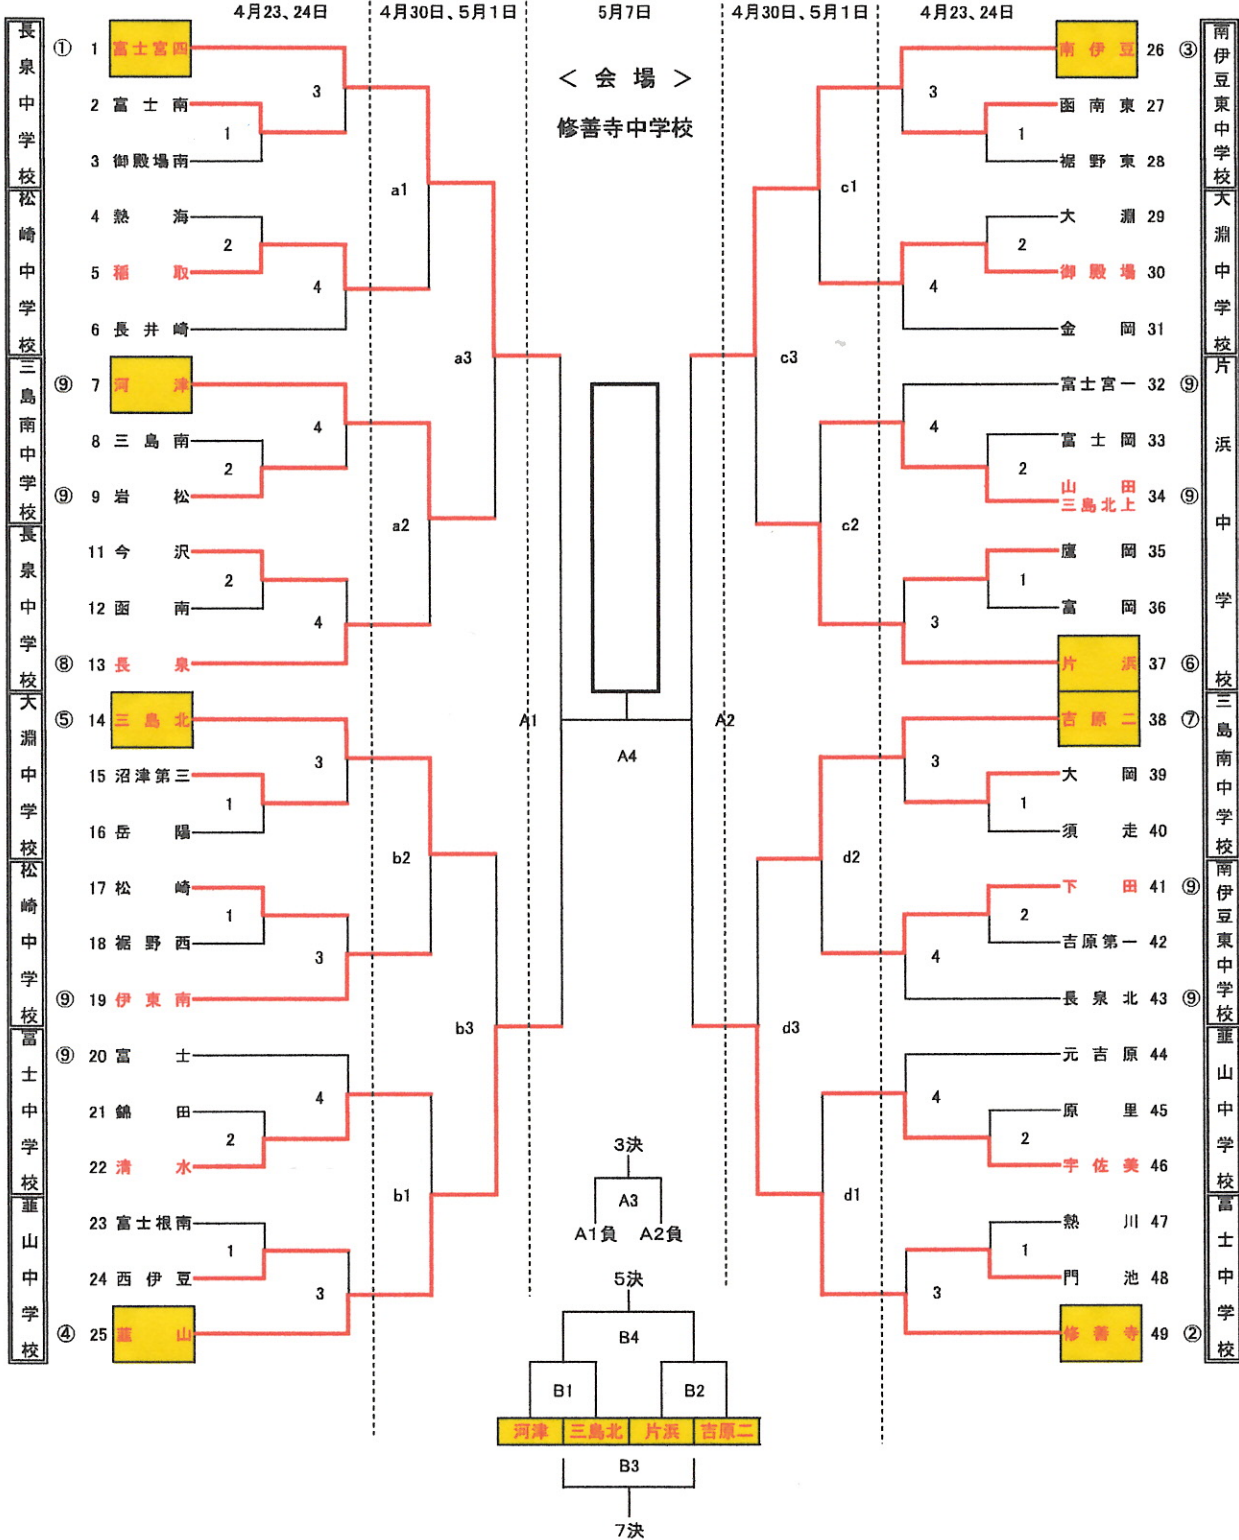 4月23、24日
4月30日、5月1日
5月7日
4月30日、5月1日
4月23、24日
＜ 会 場 ＞
修善寺中学校
長泉中学校
① 1 富士宮四
2 富士南
3 御殿場南
松崎中学校
4 熱海
5 稲取
6 長井崎
三島南中学校
⑨ 7 河津
8 三島南
⑨ 9 岩松
長泉中学校
11 今沢
12 函南
⑧ 13 長泉
大淵中学校
⑤ 14 三島北
15 沼津第三
16 岳陽
松崎中学校
17 松崎
18 裾野西
⑨ 19 伊東南
富士中学校
⑨ 20 富士
21 錦田
22 清水
韮山中学校
23 富士根南
24 西伊豆
④ 25 韮山
3
1
2
4
4
2
2
4
3
1
1
3
4
2
1
3
a1
a2
a3
b2
b1
b3
A1
A4
A2
c3
c1
c2
d3
d2
d1
3
1
2
4
4
2
1
3
3
1
2
4
4
2
1
3
南伊豆 26 ③
函南東 27
裾野東 28
南伊豆東中学校
大淵 29
御殿場 30
金岡 31
大淵中学校
富士宮一 32 ⑨
富士岡 33
山田
三島北上 34 ⑨
鷹岡 35
富岡 36
片浜 37 ⑥
片浜中学校
吉原二 38 ⑦
大岡 39
須走 40
三島南中学校
下田 41 ⑨
吉原第一 42
長泉北 43 ⑨
南伊豆東中学校
元吉原 44
原里 45
宇佐美 46
韮山中学校
熱川 47
門池 48
修善寺 49 ②
富士中学校
3決
A3
A1負 A2負
5決
B4
B1 B2
河津 三島北 片浜 吉原二
B3
7決